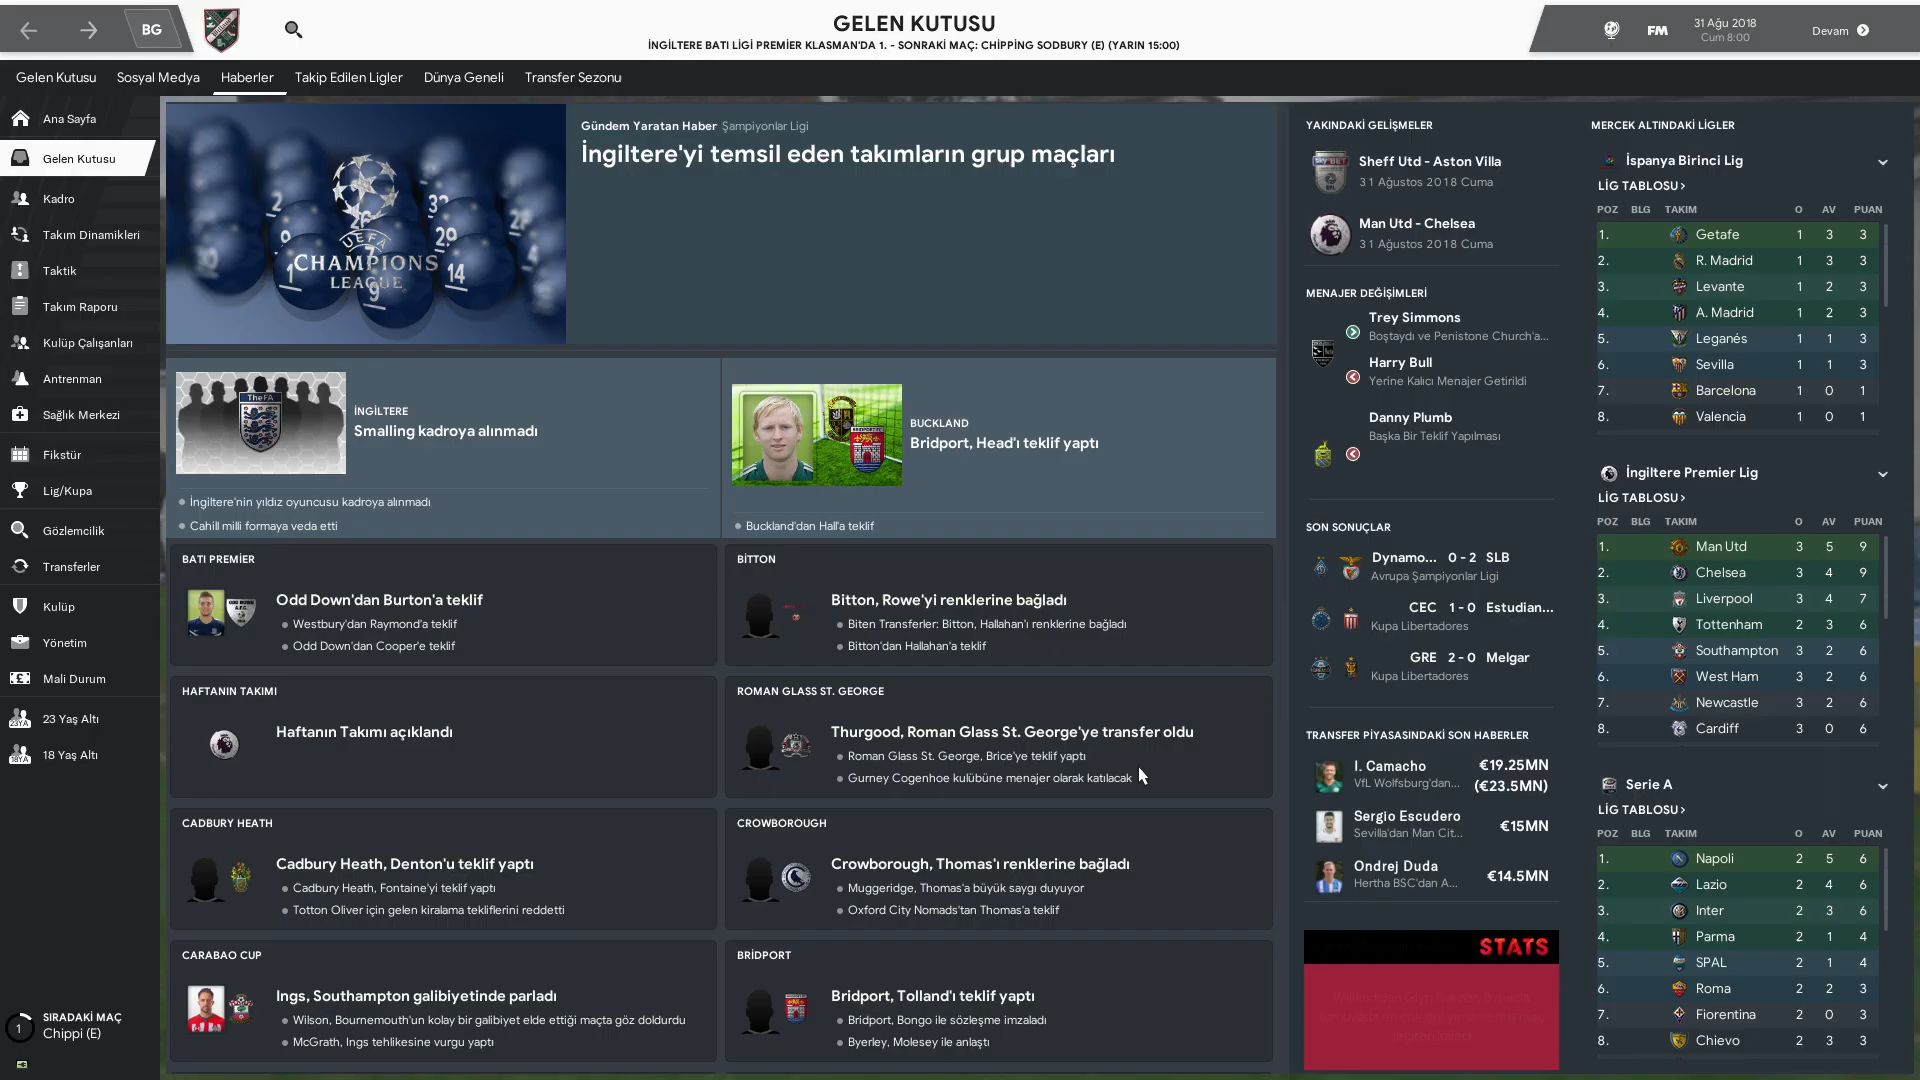 BG
GELEN KUTUSU
İNGİLTERE BATI LİGİ PREMİER KLASMAN'DA 1. - SONRAKİ MAÇ: CHİPPİNG SODBURY (E) (YARIN 15:00)
FM
31 Ağu 2018
Cum 8:00
Devam
Gelen Kutusu
Sosyal Medya
Haberler
Takip Edilen Ligler
Dünya Geneli
Transfer Sezonu
Ana Sayfa
Gelen Kutusu
Kadro
Takım Dinamikleri
Taktik
Takım Raporu
Kulüp Çalışanları
Antrenman
Sağlık Merkezi
Fikstür
Lig/Kupa
Gözlemcilik
Transferler
Kulüp
Yönetim
Mali Durum
23 Yaş Altı
18 Yaş Altı
1
SIRADAKİ MAÇ
Chippi (E)
UEFA
CHAMPIONS
LEAGUE
Gündem Yaratan Haber Şampiyonlar Ligi
İngiltere'yi temsil eden takımların grup maçları
The FA
İNGİLTERE
Smalling kadroya alınmadı
İngiltere'nin yıldız oyuncusu kadroya alınmadı
Cahill milli formaya veda etti
BUCKLAND
Bridport, Head'ı teklif yaptı
Buckland'dan Hall'a teklif
BATI PREMİER
Odd Down'dan Burton'a teklif
Westbury'dan Raymond'a teklif
Odd Down'dan Cooper'e teklif
BİTTON
Bitton, Rowe'yi renklerine bağladı
Biten Transferler: Bitton, Hallahan'ı renklerine bağladı
Bitton'dan Hallahan'a teklif
HAFTANIN TAKIMI
Haftanın Takımı açıklandı
ROMAN GLASS ST. GEORGE
Thurgood, Roman Glass St. George'ye transfer oldu
Roman Glass St. George, Brice'ye teklif yaptı
Gurney Cogenhoe kulübüne menajer olarak katılacak
CADBURY HEATH
Cadbury Heath, Denton'u teklif yaptı
Cadbury Heath, Fontaine'yi teklif yaptı
Totton Oliver için gelen kiralama tekliflerini reddetti
CROWBOROUGH
Crowborough, Thomas'ı renklerine bağladı
Muggeridge, Thomas'a büyük saygı duyuyor
Oxford City Nomads'tan Thomas'a teklif
CARABAO CUP
Ings, Southampton galibiyetinde parladı
Wilson, Bournemouth'un kolay bir galibiyet elde ettiği maçta göz doldurdu
McGrath, Ings tehlikesine vurgu yaptı
BRİDPORT
Bridport, Tolland'ı teklif yaptı
Bridport, Bongo ile sözleşme imzaladı
Byerley, Molesey ile anlaştı
YAKINDAKİ GELİŞMELER
Sheff Utd - Aston Villa
31 Ağustos 2018 Cuma
Man Utd - Chelsea
31 Ağustos 2018 Cuma
MENAJER DEĞİŞİMLERİ
Trey Simmons
Boştaydı ve Penistone Church'a...
Harry Bull
Yerine Kalıcı Menajer Getirildi
Danny Plumb
Başka Bir Teklif Yapılması
SON SONUÇLAR
Dynamo... 0 - 2 SLB
Avrupa Şampiyonlar Ligi
CEC 1 - 0 Estudian...
Kupa Libertadores
GRE 2 - 0 Melgar
Kupa Libertadores
TRANSFER PİYASASINDAKİ SON HABERLER
I. Camacho €19.25MN
VfL Wolfsburg'dan... (€23.5MN)
Sergio Escudero
Sevilla'dan Man Cit... €15MN
Ondrej Duda
Hertha BSC'dan A... €14.5MN
STATS
MERCEK ALTINDAKİ LİGLER
İspanya Birinci Lig
LİG TABLOSU>
POZ BLG TAKIM O AV PUAN
1. Getafe 1 3 3
2. R. Madrid 1 3 3
3. Levante 1 2 3
4. A. Madrid 1 2 3
5. Leganés 1 1 3
6. Sevilla 1 1 3
7. Barcelona 1 0 1
8. Valencia 1 0 1
İngiltere Premier Lig
LİG TABLOSU>
POZ BLG TAKIM O AV PUAN
1. Man Utd 3 5 9
2. Chelsea 3 4 9
3. Liverpool 3 4 7
4. Tottenham 2 3 6
5. Southampton 3 2 6
6. West Ham 3 2 6
7. Newcastle 3 2 6
8. Cardiff 3 0 6
Serie A
LİG TABLOSU>
POZ BLG TAKIM O AV PUAN
1. Napoli 2 5 6
2. Lazio 2 4 6
3. Inter 2 3 6
4. Parma 2 1 4
5. SPAL 2 1 4
6. Roma 2 2 3
7. Fiorentina 2 0 3
8. Chievo 2 3 3